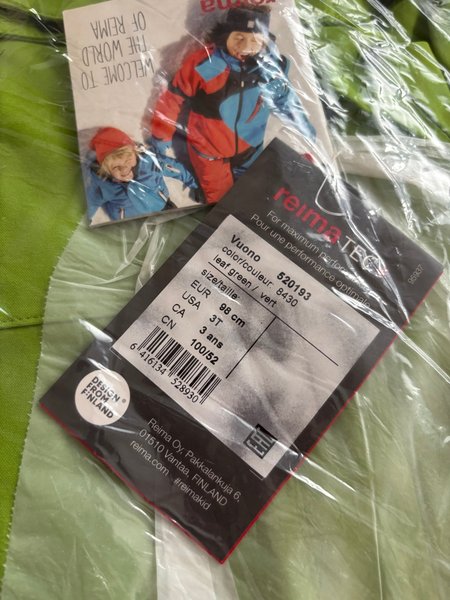 reima
WELCOME TO
THE WORLD
OF REIMA
reimaTEC
For maximum performance
Pour une performance optimale
Vuono 520193
color/couleur 8430
leaf green vert
size/taille:
EUR 98 cm
USA 3T
CA 3 ans
CN 100/52
6 416134 528930
DESIGN
FROM
FINLAND
Reima Oy, Pakkalankuja 6,
01510 Vantaa, FINLAND
reima.com #reimakid